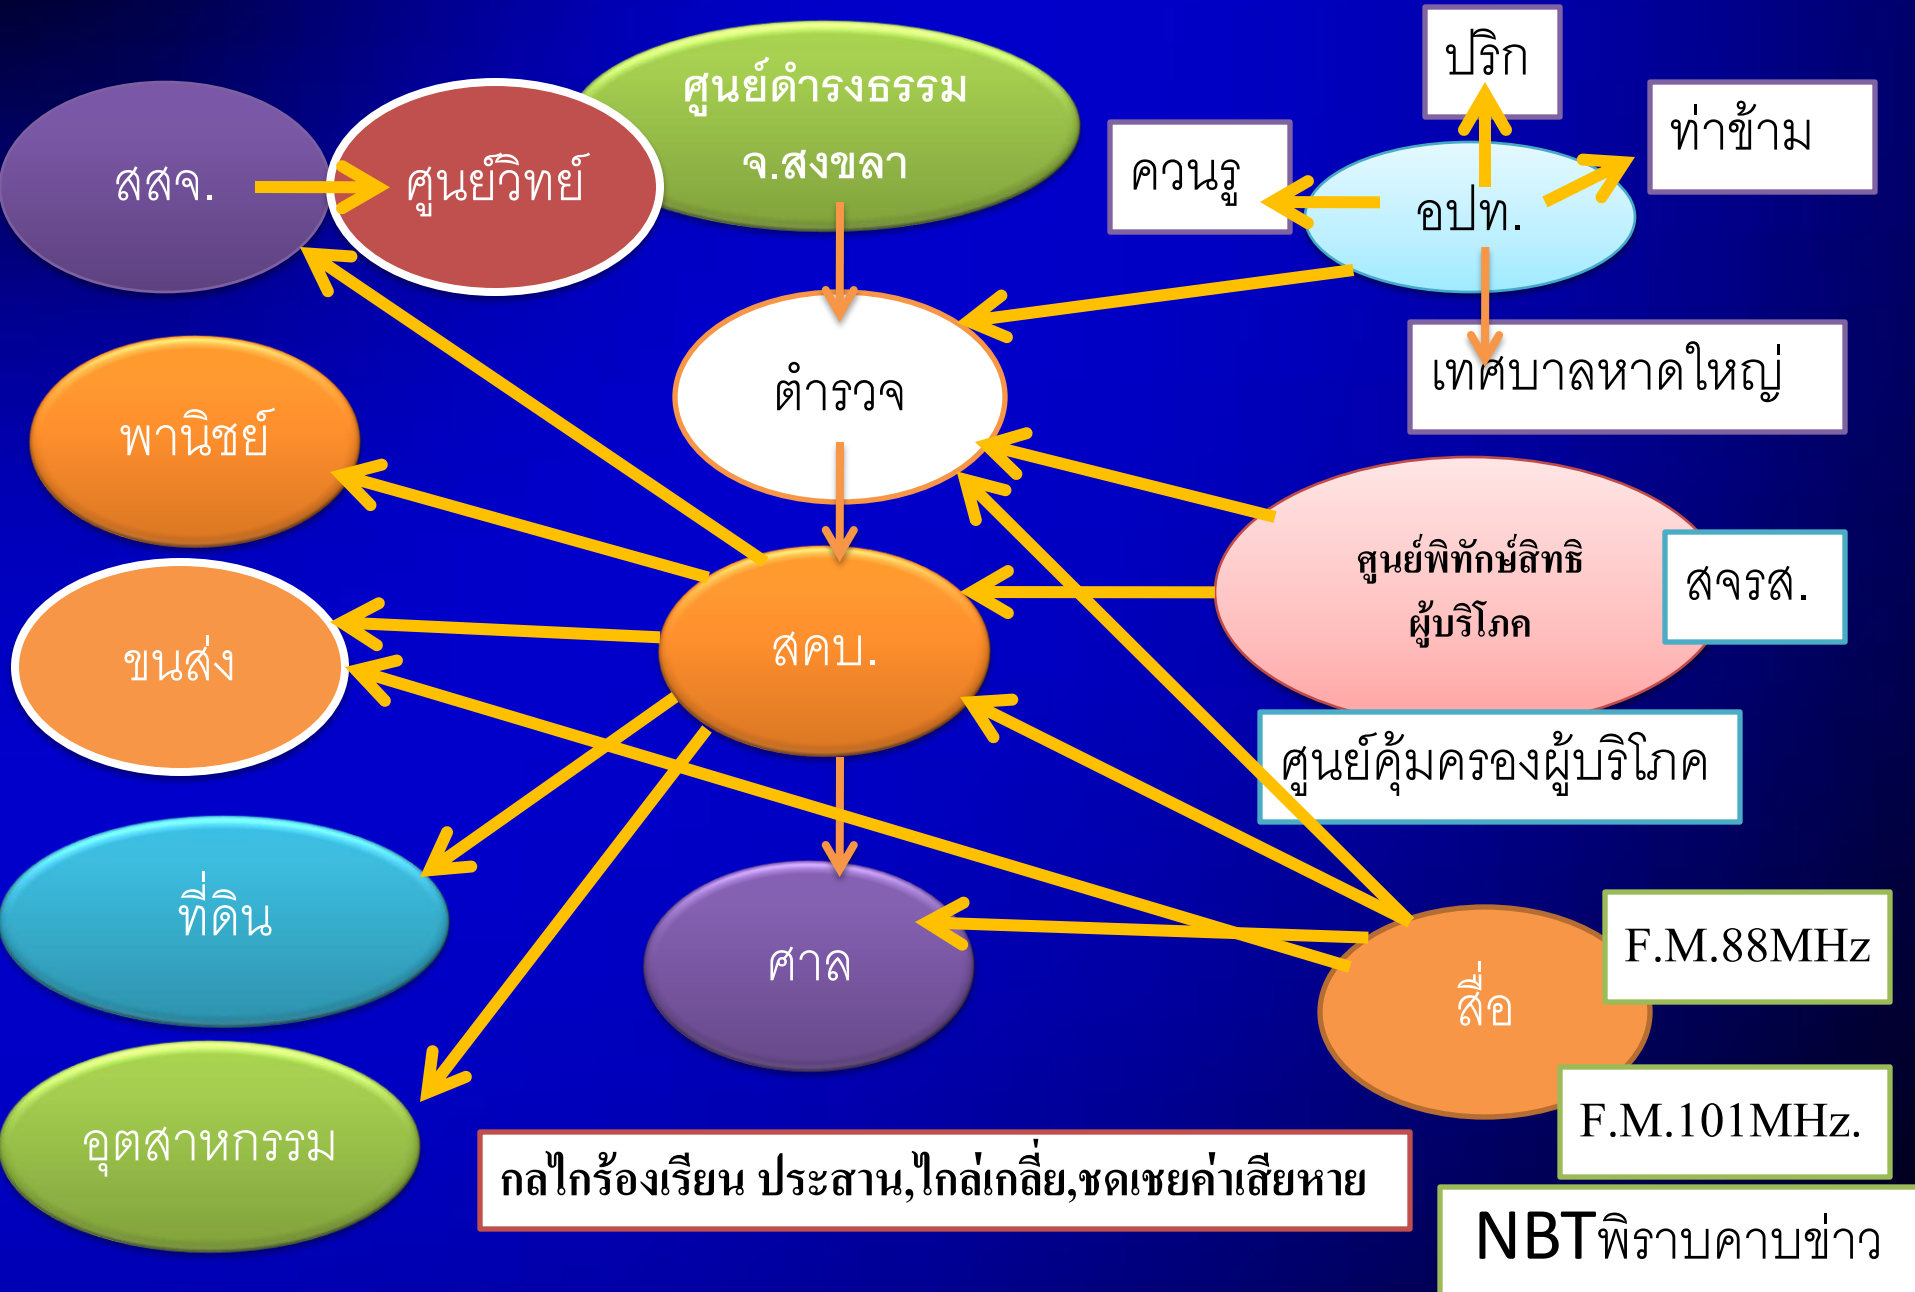 ปริก
ศูนย์ดำรงธรรม
จ.สงขลา
ท่าข้าม
ควนรู
สสจ.
ศูนย์วิทย์
อปท.
เทศบาลหาดใหญ่
ตำรวจ
พานิชย์
ศูนย์พิทักษ์สิทธิ
ผู้บริโภค
สจรส.
ขนส่ง
สคบ.
ศูนย์คุ้มครองผู้บริโภค
ที่ดิน
ศาล
F.M.88MHz
สื่อ
F.M.101MHz.
อุตสาหกรรม
กลไกร้องเรียน ประสาน,ไกล่เกลี่ย,ชดเชยค่าเสียหาย
NBTพิราบคาบข่าว